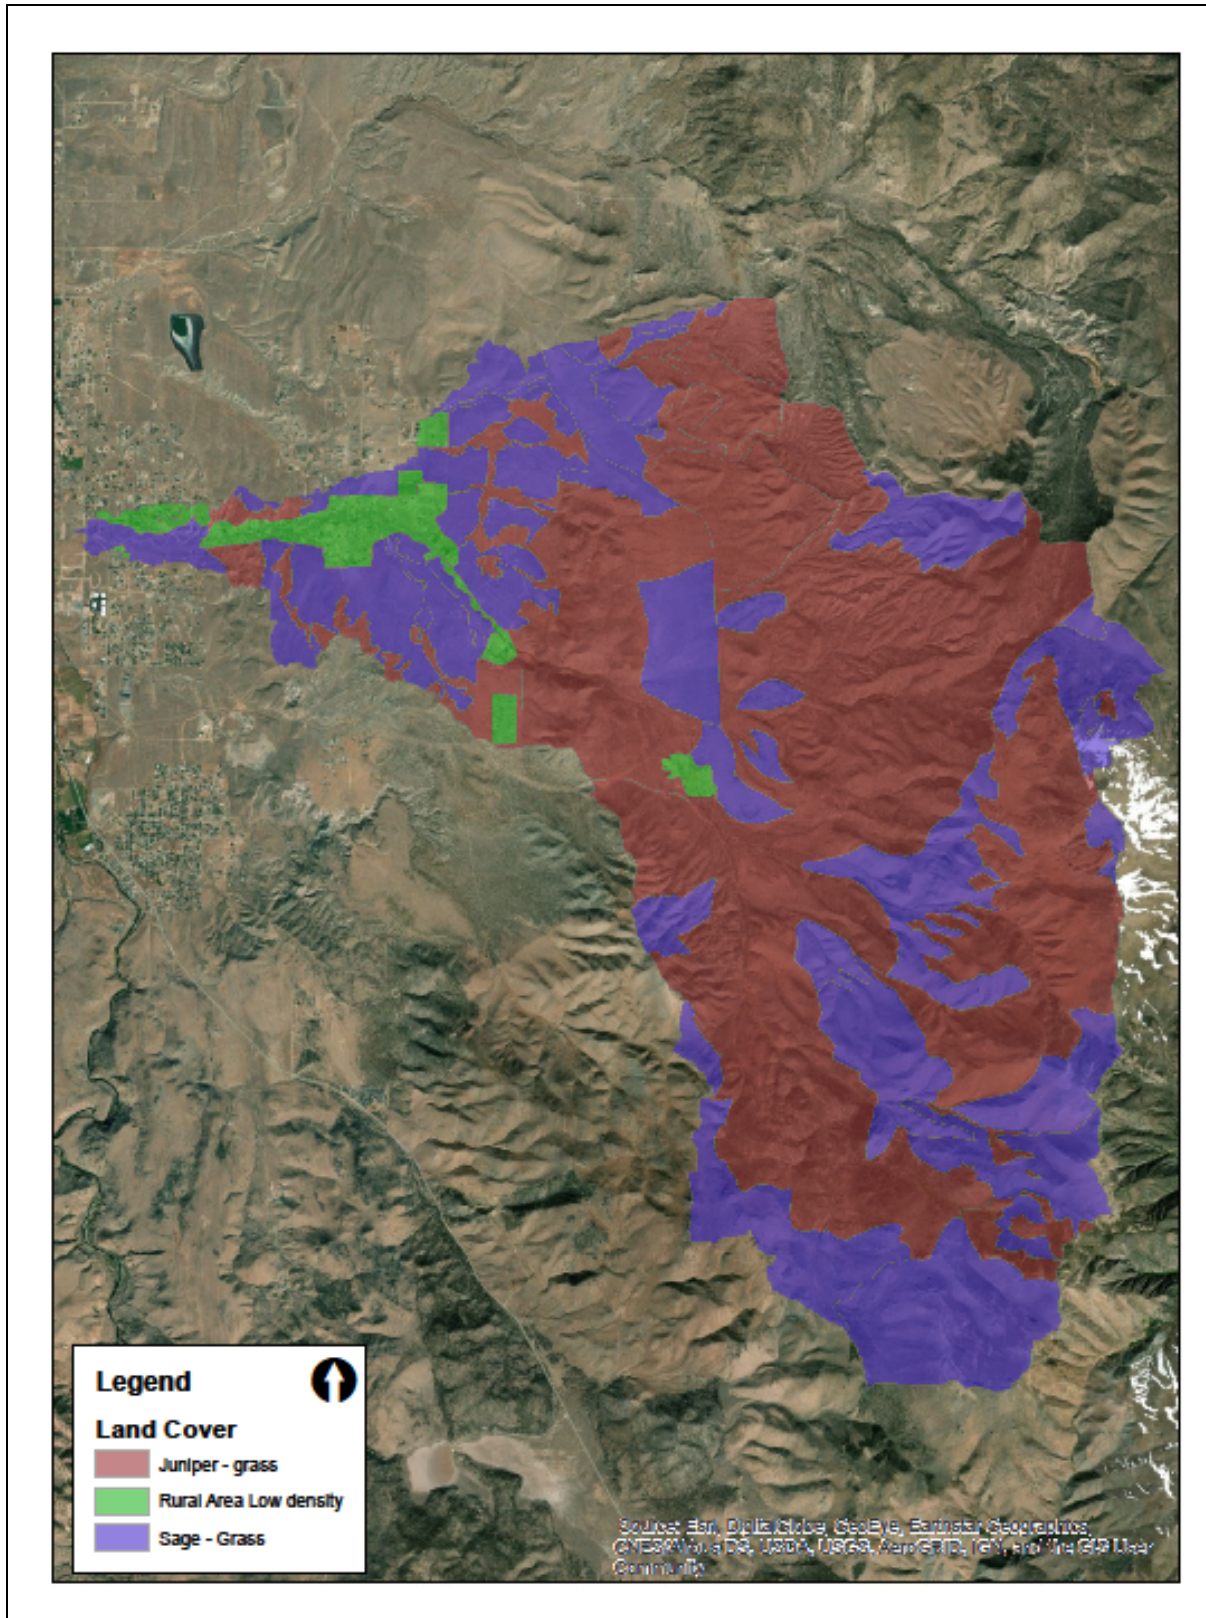 Legend
Land Cover
Juniper - grass
Rural Area Low density
Sage - Grass
Source: Esri, DigitalGlobe, GeoEye, Earthstar Geographics,
CNES/Airbus DS, USDA, USGS, AeroGRID, IGN, and the GIS User
Community